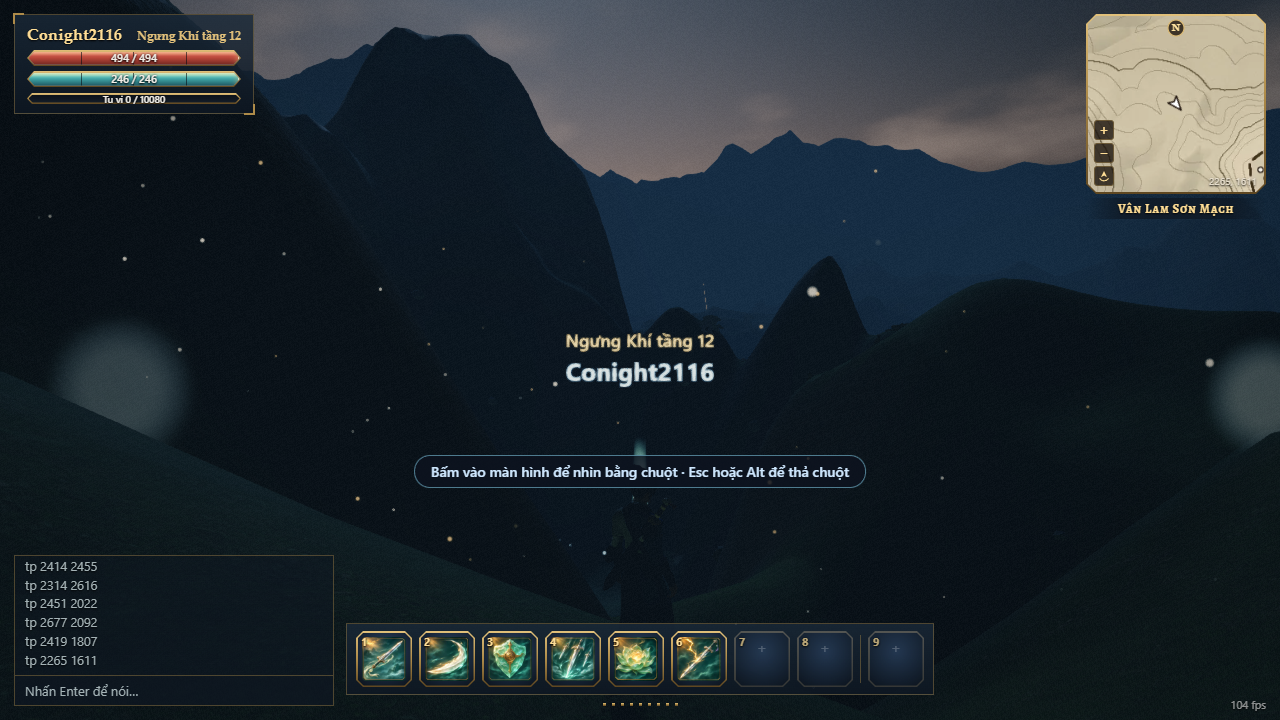 Conight2116 Ngưng Khí tầng 12
494 / 494
246 / 246
Tu vi 0 / 10080
N
+
−
Vân Lam Sơn Mạch
Ngưng Khí tầng 12
Conight2116
Bấm vào màn hình để nhìn bằng chuột · Esc hoặc Alt để thả chuột
tp 2414 2455
tp 2314 2616
tp 2451 2022
tp 2677 2092
tp 2419 1807
tp 2265 1611
Nhấn Enter để nói...
1 2 3 4 5 6 7 8 9
+ + +
104 fps